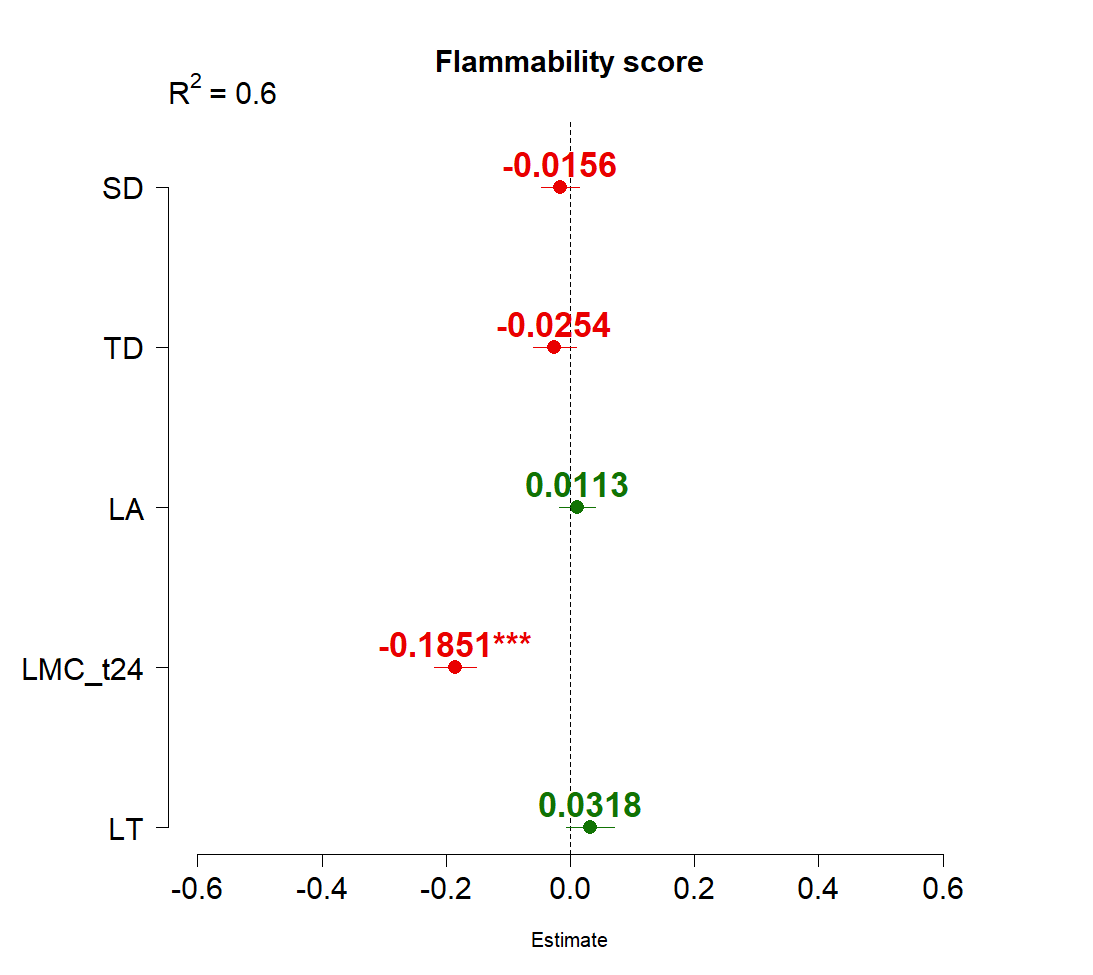 Flammability score
R² = 0.6
SD
-0.0156
TD
-0.0254
LA
0.0113
LMC_t24
-0.1851***
LT
0.0318
-0.6 -0.4 -0.2 0.0 0.2 0.4 0.6
Estimate